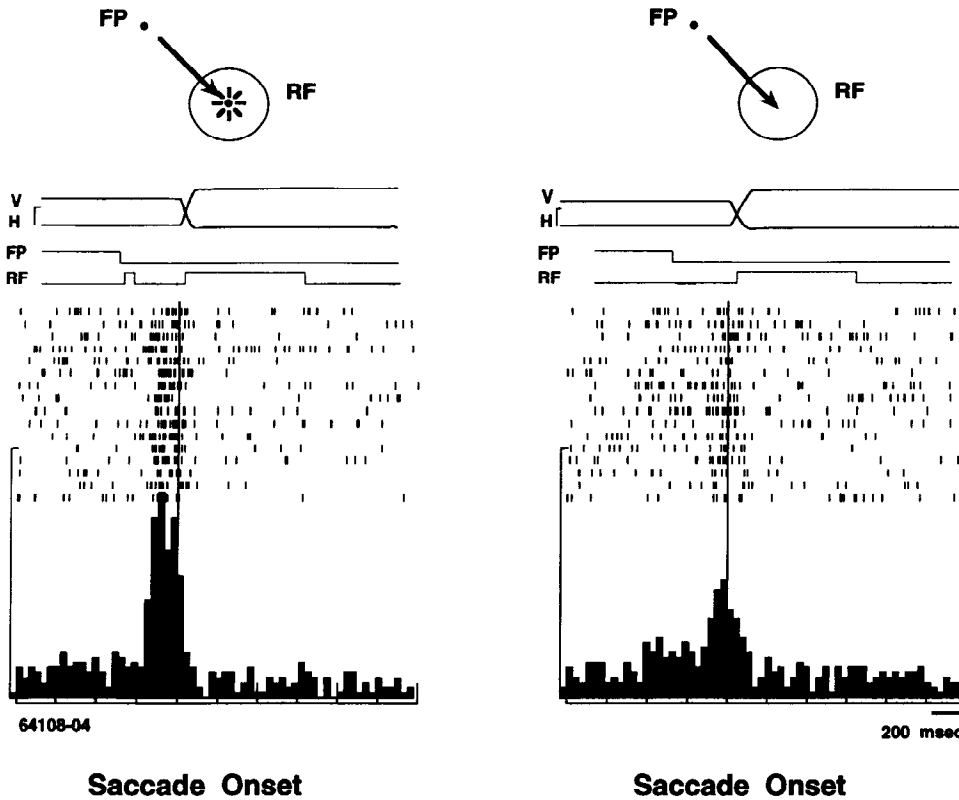 FP
RF
FP
RF
V
H
FP
RF
V
H
FP
RF
64108-04
200 msec
Saccade Onset
Saccade Onset